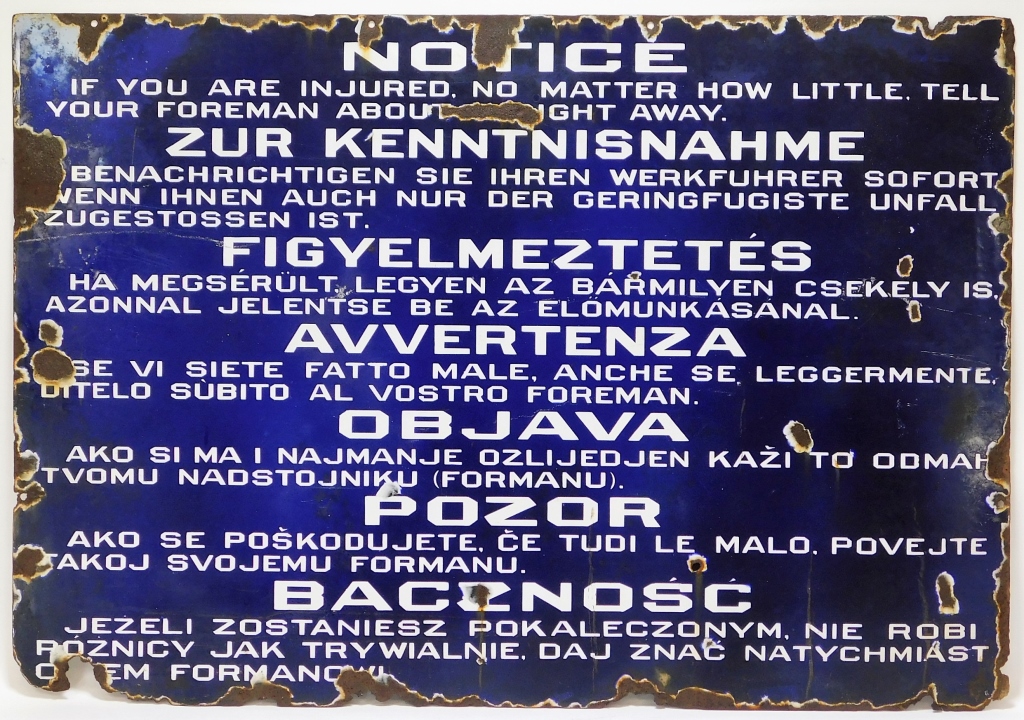 NOTICE
IF YOU ARE INJURED, NO MATTER HOW LITTLE, TELL
YOUR FOREMAN ABOUT AWAY.
ZUR KENNTNISNAHME
BENACHRICHTIGEN SIE IHREN WERKFUHRER SOFORT
WENN IHNEN AUCH NUR DER GERINGFUGISTE UNFALL
ZUGESTOSSEN IST.
FIGYELMEZTETÉS
HA MEGSÉRÜLT LEGYEN AZ BÁRMILYEN CSEKÉLY IS,
AZONNAL JELENTSE BE AZ ELŐMUNKÁSÁNAL.
AVVERTENZA
SE VI SIETE FATTO MALE, ANCHE SE LEGGERMENTE,
DITELO SÙBITO AL VOSTRO FOREMAN.
OBJAVA
AKO SI MA I NAJMANJE OZLIJEDJEN KAŽI TO ODMAH
TVOMU NADSTOJNIKU (FORMANU).
POZOR
AKO SE POŠKODUJETE, ČE TUDI LE MALO, POVEJTE
TAKOJ SVOJEMU FORMANU.
BACZNOŚĆ
JEŻELI ZOSTANIESZ POKALECZONYM, NIE ROBI
RÓŻNICY JAK TRYWIALNIE, DAJ ZNAĆ NATYCHMIAST
FORMANOWI